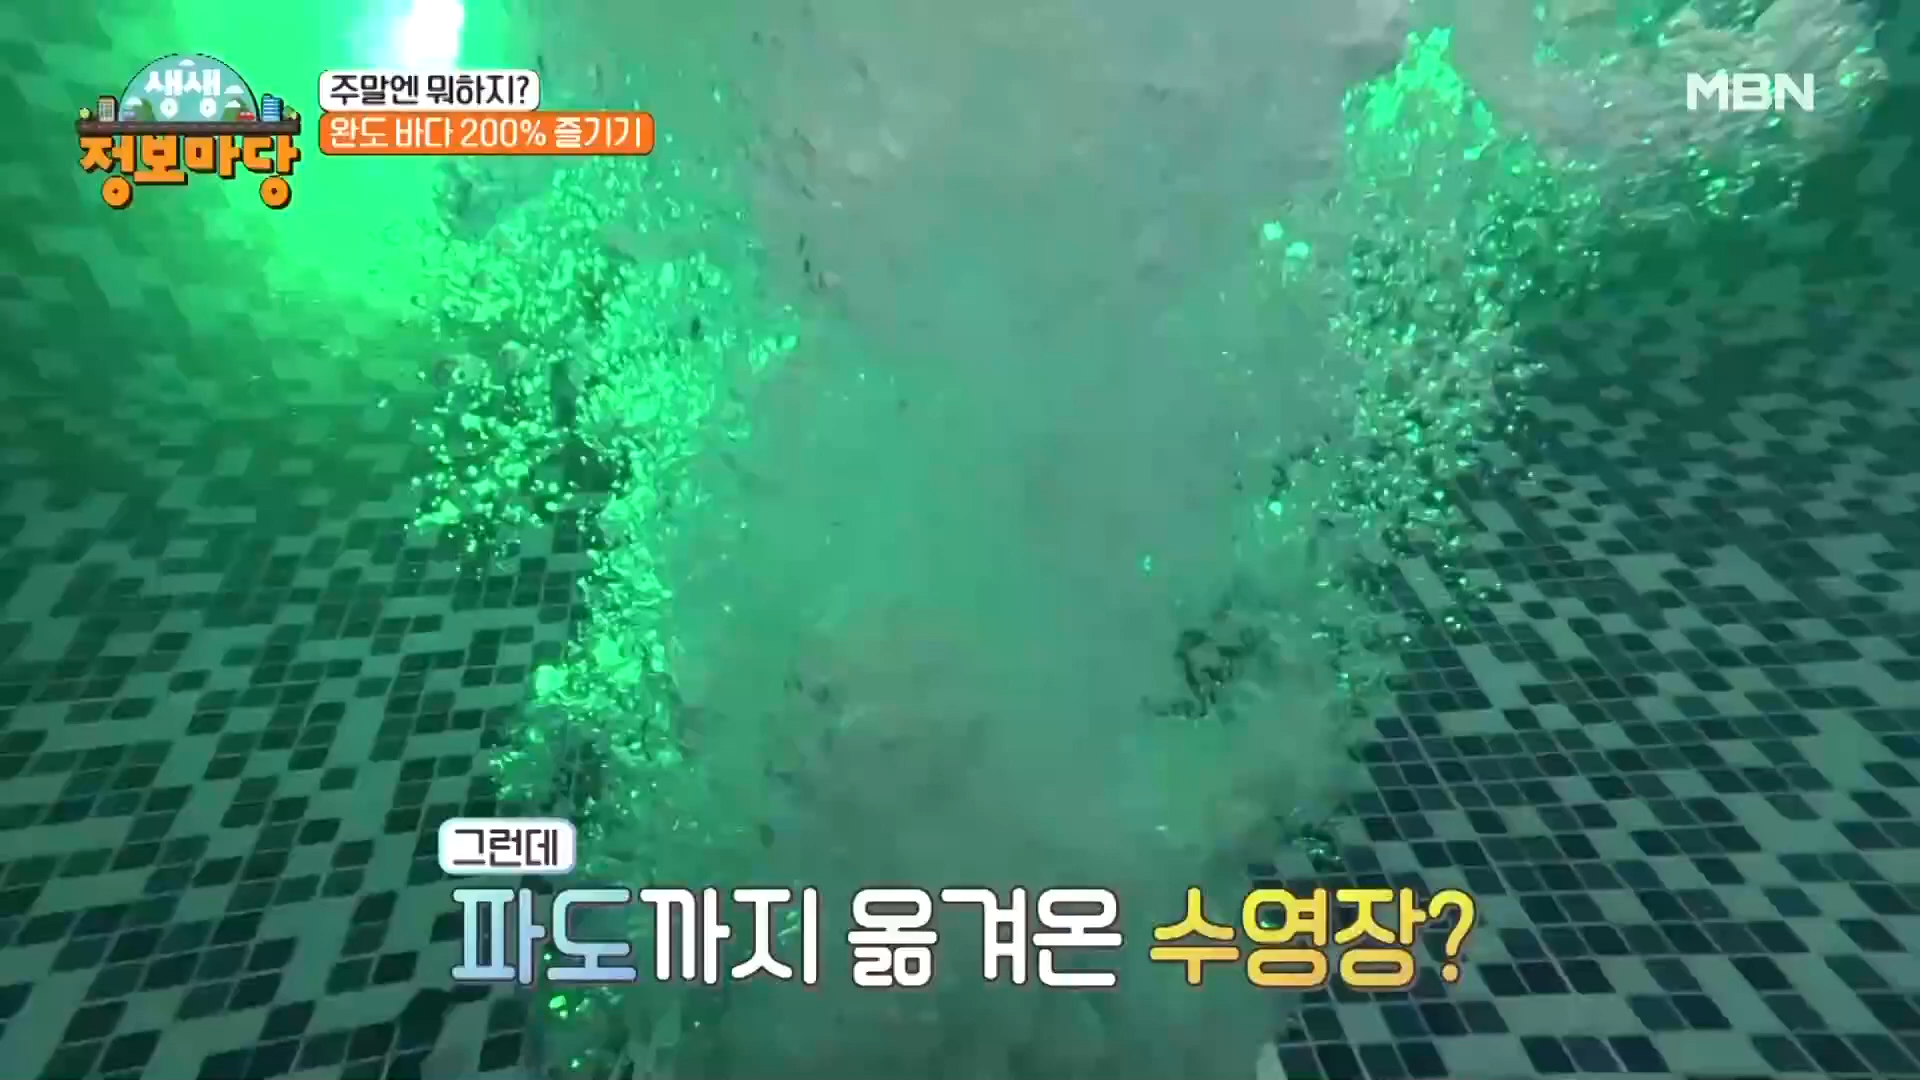 생생
정보마당
주말엔 뭐하지?
완도 바다 200% 즐기기
MBN
그런데
파도까지 옮겨온 수영장?